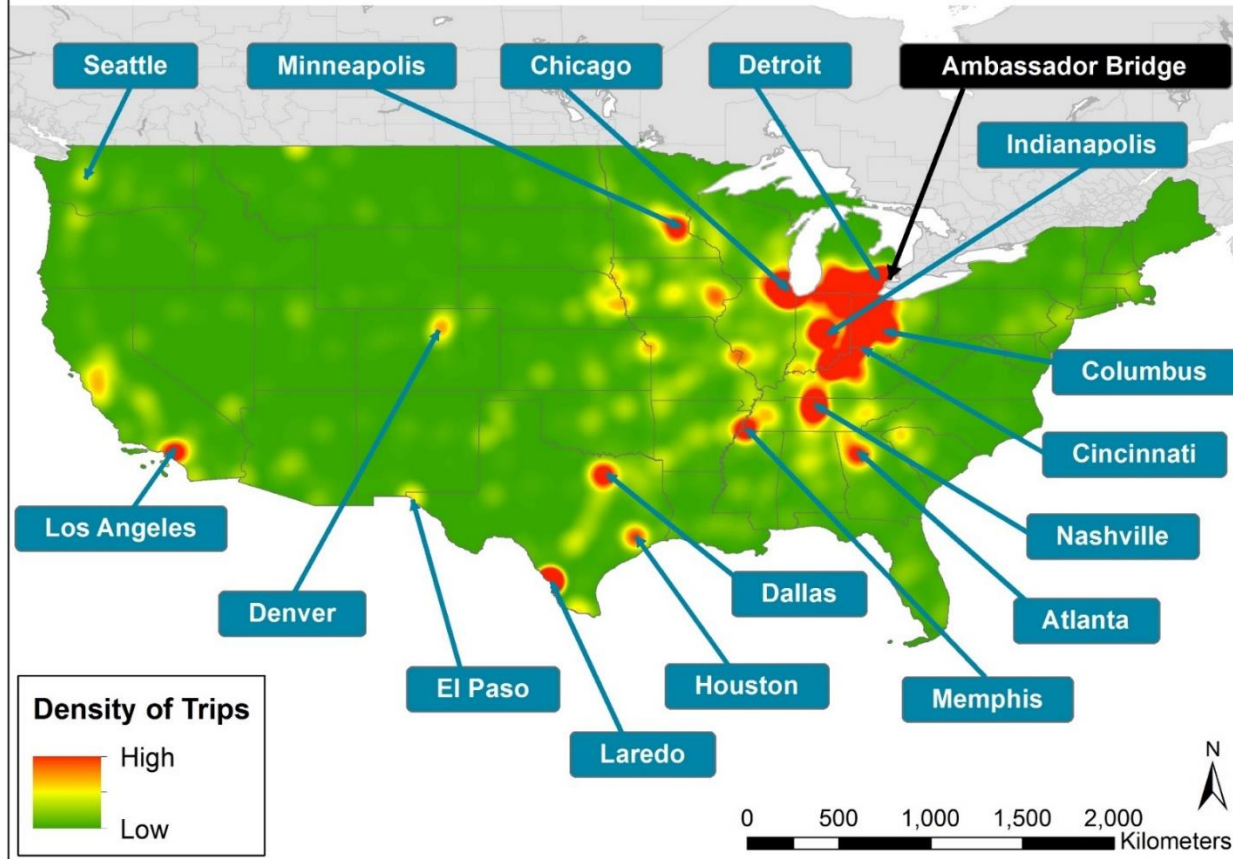 Seattle
Minneapolis
Chicago
Detroit
Ambassador Bridge
Indianapolis
Columbus
Cincinnati
Nashville
Atlanta
Memphis
Dallas
Houston
Laredo
El Paso
Denver
Los Angeles
Density of Trips
High
Low
N
0 500 1,000 1,500 2,000
Kilometers